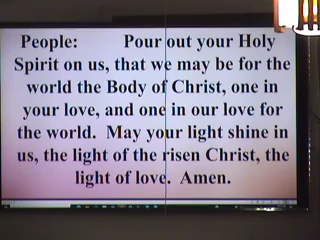 People: Pour out your Holy
Spirit on us, that we may be for the
world the Body of Christ, one in
your love, and one in our love for
the world. May your light shine in
us, the light of the risen Christ, the
light of love. Amen.